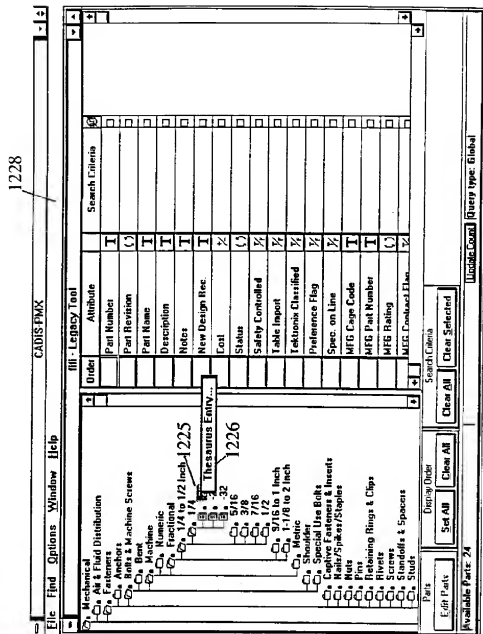 1228
CADIS-PMX
File Find Options Window Help
fffl - Legacy Tool
Order Attribute Search Criteria
Mechanical
Air & Fluid Distribution
Fasteners
Anchors
Bolts & Machine Screws
Bent
Machine
Numeric
Fractional
1/4 to 1/2 Inch
1/4
1225
-32
Thesaurus Entry...
1226
5/16
3/8
7/16
1/2
9/16 to 1 Inch
1-1/8 to 2 Inch
Metric
Shoulder
Special Use Bolts
Captive Fasteners & Inserts
Nails/Spikes/Staples
Nuts
Pins
Retaining Rings & Clips
Rivets
Screws
Standoffs & Spacers
Studs
T Part Number
Part Revision
T Part Name
T Description
T Notes
T New Design Rec.
Cost
Status
Safety Controlled
Table Import
Tektronix Classified
Preference Flag
Spec. on Line
T MFG Cage Code
T MFG Part Number
MFG Rating
MFG Contract Flag
Parts Display Order Search Criteria
Edit Parts Set All Clear All Clear All Clear Selected
Available Parts: 24 Update Count Query type: Global